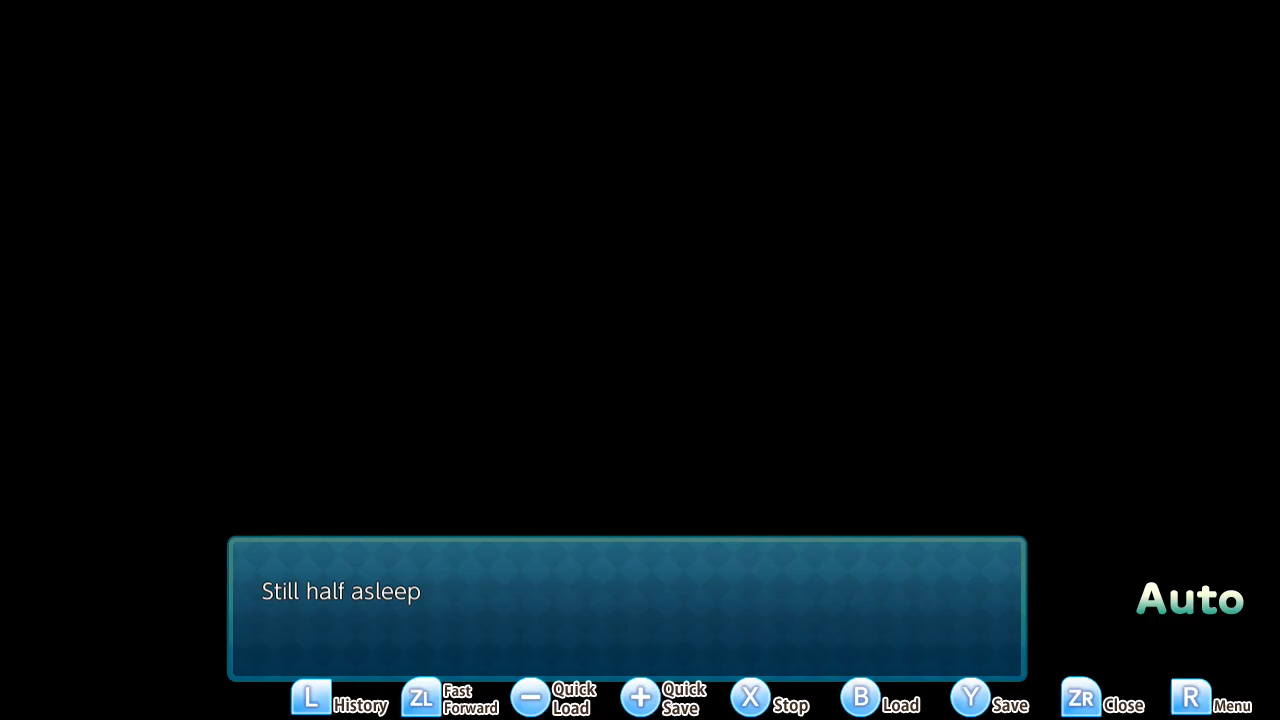 Still half asleep
Auto
L History
ZL Fast Forward
− Quick Load
+ Quick Save
X Stop
B Load
Y Save
ZR Close
R Menu